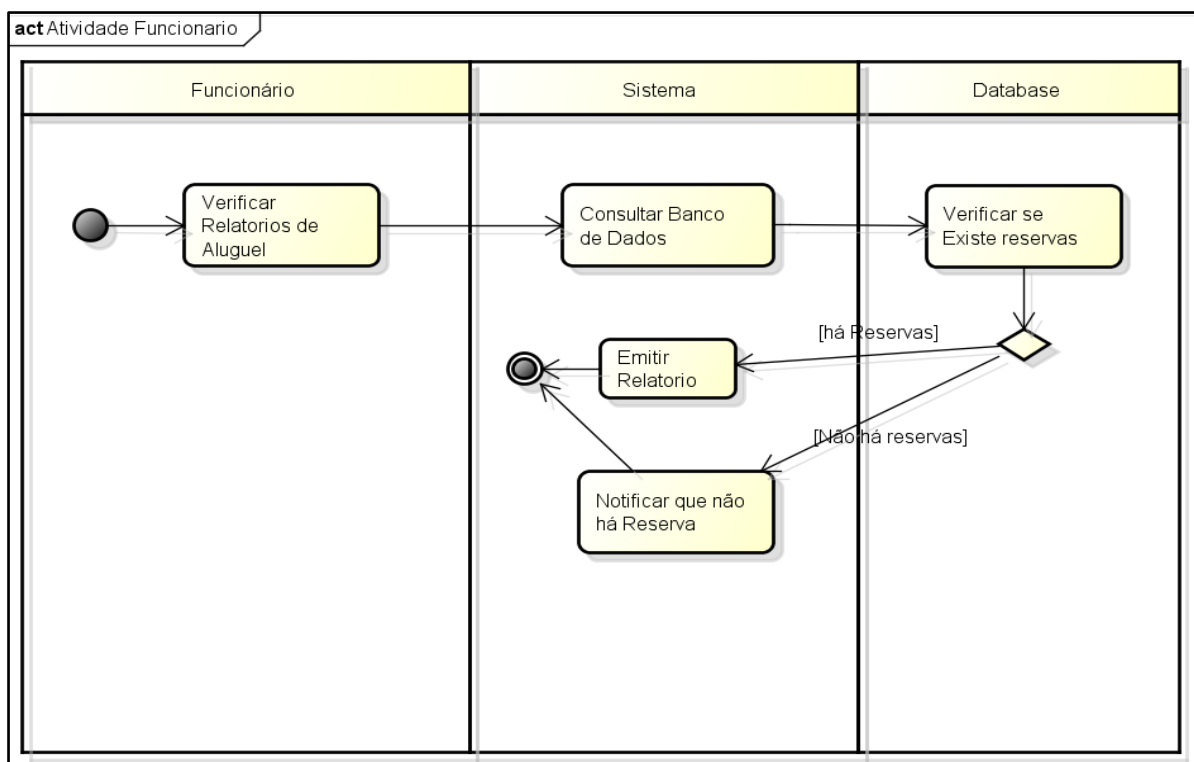 act Atividade Funcionario
Funcionário
Sistema
Database
Verificar
Relatorios de
Aluguel
Consultar Banco
de Dados
Verificar se
Existe reservas
[há Reservas]
Emitir
Relatorio
[Não há reservas]
Notificar que não
há Reserva